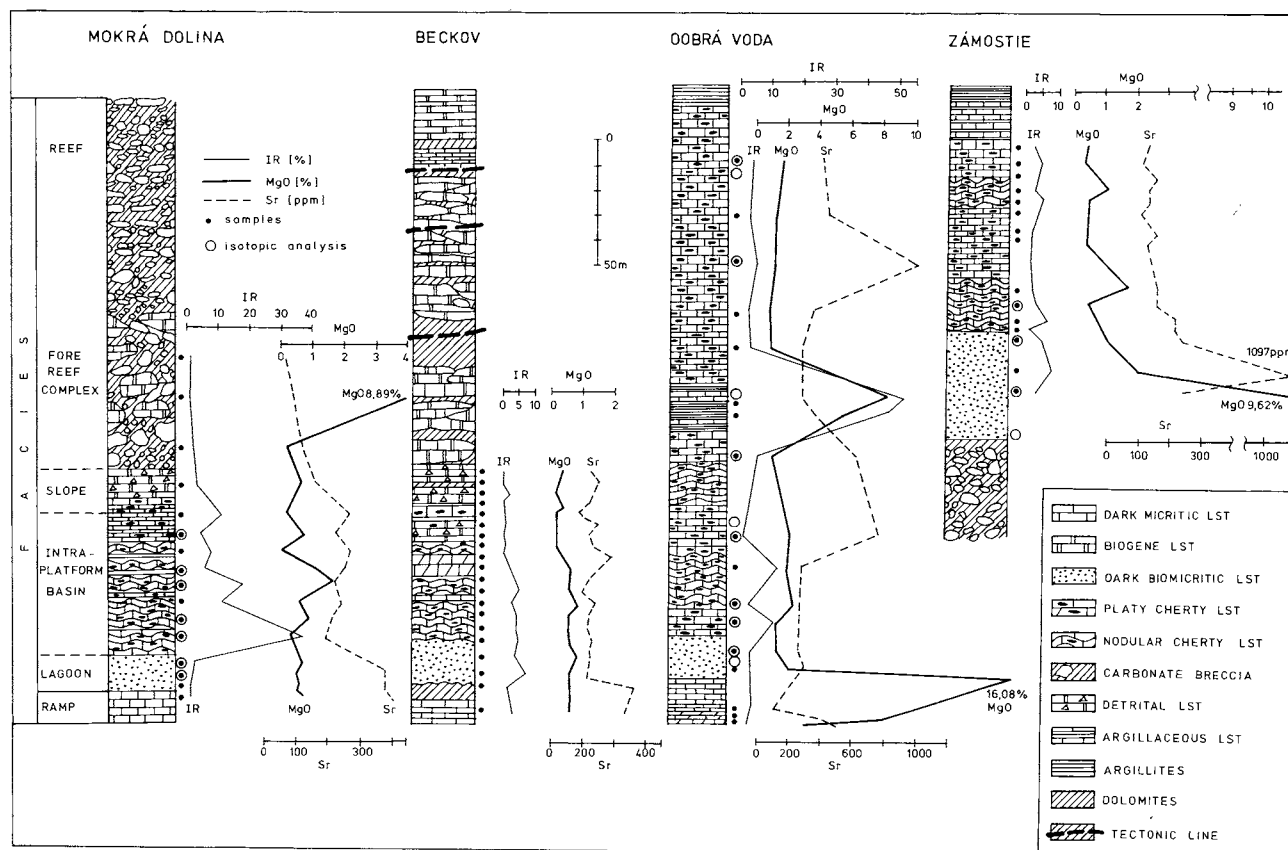 MOKRÁ DOLINA
BECKOV
DOBRÁ VODA
ZÁMOSTIE
FACIES
REEF
FORE
REEF
COMPLEX
SLOPE
INTRA-
PLATFORM
BASIN
LAGOON
RAMP
IR [%]
MgO [%]
Sr [ppm]
samples
isotopic analysis
IR
0 10 30 40
MgO
0 1 2 3 4
MgO 8,89%
IR
MgO
Sr
0 100 300
Sr
0
50m
IR
0 5 10
MgO
0 1 2
IR
MgO
Sr
0 200 400
Sr
IR
0 10 30 50
MgO
0 2 4 8 10
IR
MgO
Sr
16,08%
MgO
0 200 600 1000
Sr
IR
0 10
MgO
0 1 2 9 10
IR
MgO
Sr
1097ppm
MgO 9,62%
Sr
0 100 300 1000
DARK MICRITIC LST
BIOGENE LST
DARK BIOMICRITIC LST
PLATY CHERTY LST
NODULAR CHERTY LST
CARBONATE BRECCIA
DETRITAL LST
ARGILLACEOUS LST
ARGILLITES
DOLOMITES
TECTONIC LINE